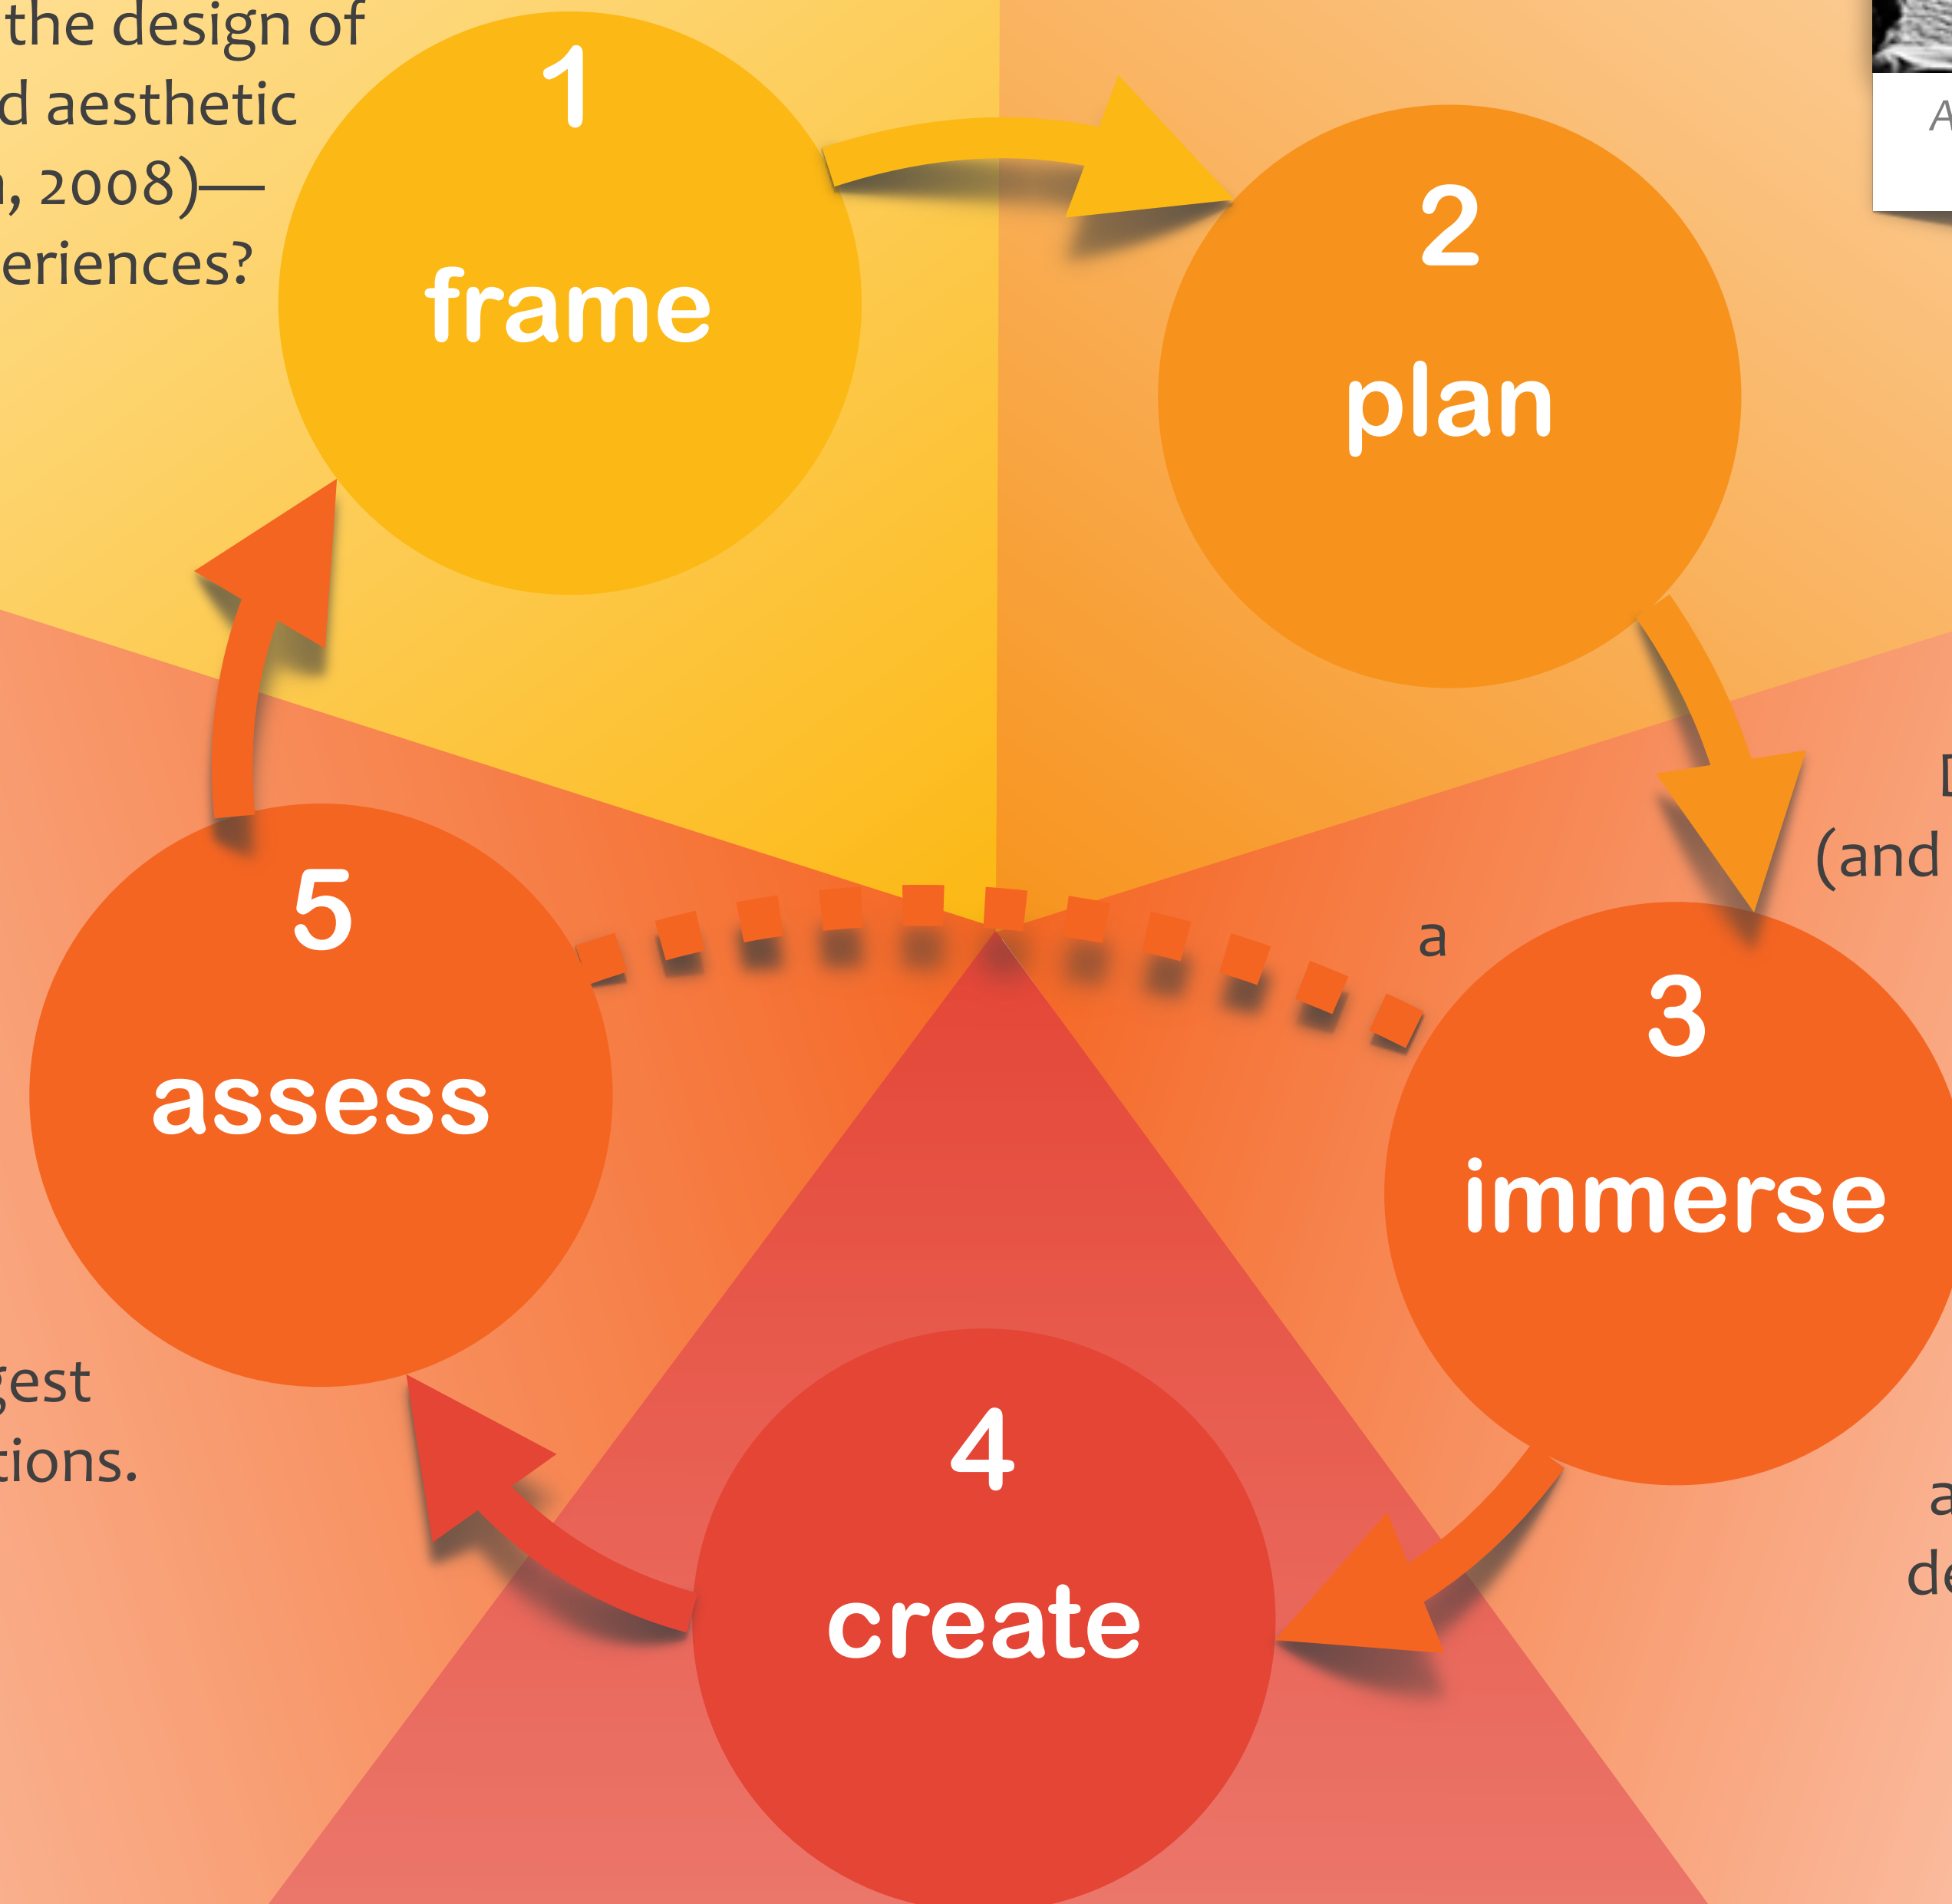 the design of
d aesthetic
, 2008)—
eriences?
1
frame
2
plan
A
(and
a
3
immerse
5
assess
gest
tions.
4
create
a
de